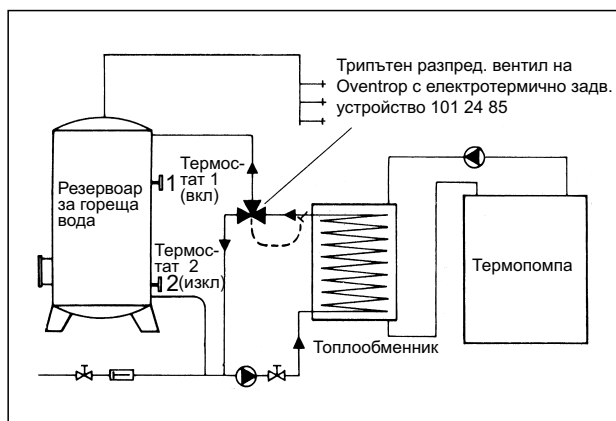 Трипътен разпред. вентил на
Oventrop с електротермично задв.
устройство 101 24 85
1
Термос-
тат 1
(вкл)
Резервоар
за гореща
вода
Термос-
тат 2
2 (изкл)
Термопомпа
Топлообменник